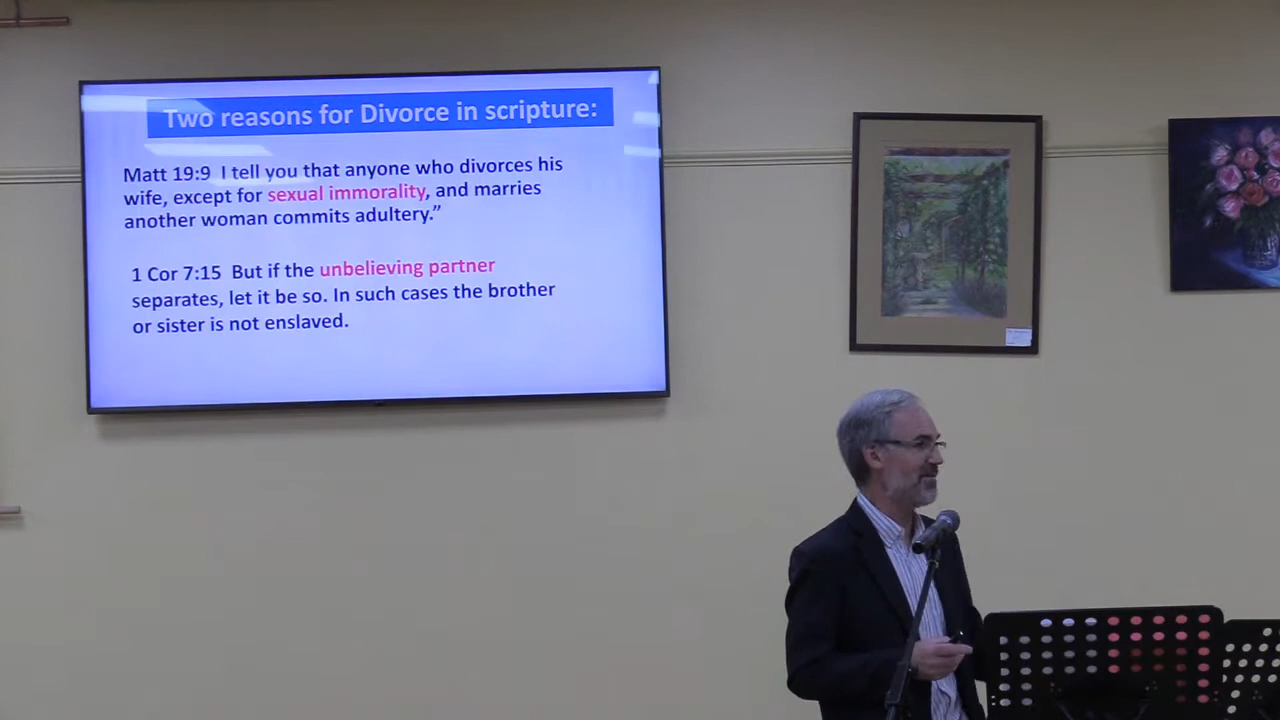 Two reasons for Divorce in scripture:
Matt 19:9 I tell you that anyone who divorces his
wife, except for sexual immorality, and marries
another woman commits adultery.”
1 Cor 7:15 But if the unbelieving partner
separates, let it be so. In such cases the brother
or sister is not enslaved.